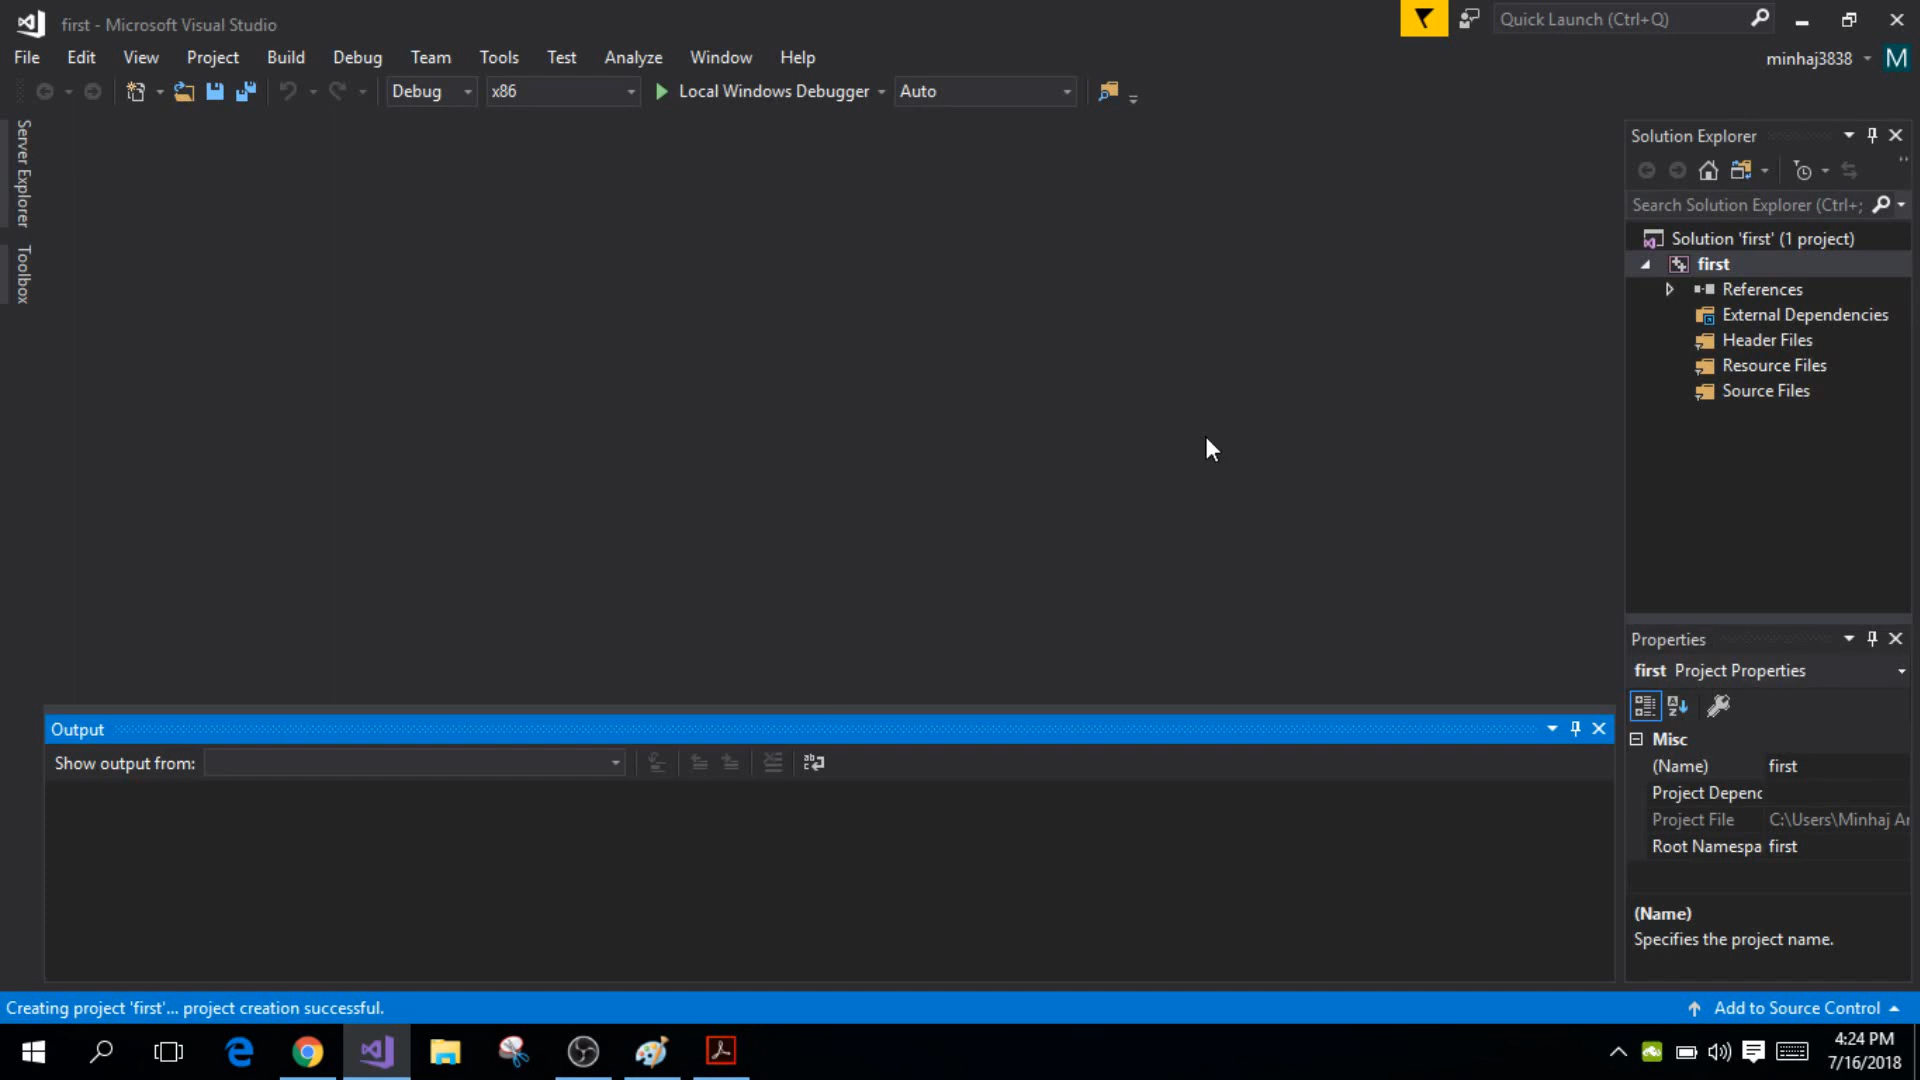 first - Microsoft Visual Studio
Quick Launch (Ctrl+Q)
File Edit View Project Build Debug Team Tools Test Analyze Window Help
minhaj3838 M
Debug x86 Local Windows Debugger Auto
Server Explorer
Toolbox
Solution Explorer
Search Solution Explorer (Ctrl+;
Solution 'first' (1 project)
first
References
External Dependencies
Header Files
Resource Files
Source Files
Output
Show output from:
Properties
first Project Properties
Misc
(Name) first
Project Depenc
Project File C:\Users\Minhaj Ar
Root Namespa first
(Name)
Specifies the project name.
Creating project 'first'... project creation successful.
Add to Source Control
4:24 PM
7/16/2018